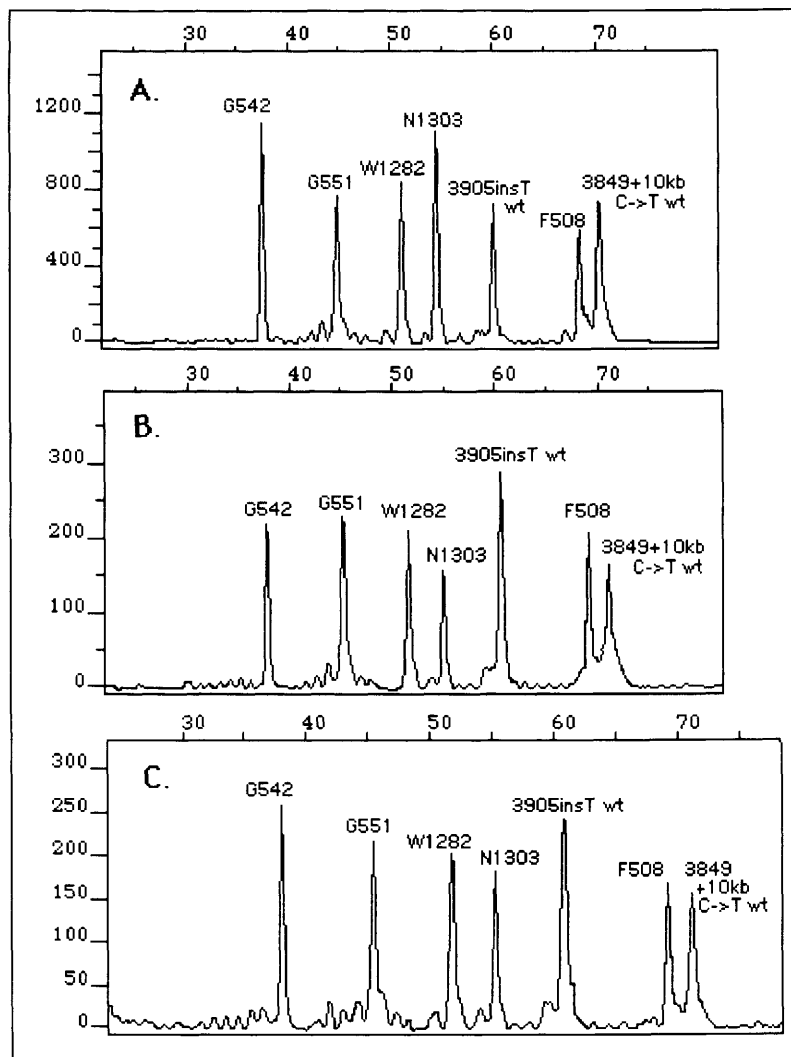 30 40 50 60 70
A.
1200
800
400
0
G542
G551
W1282
N1303
3905insT
wt
F508
3849+10kb
C->T wt
30 40 50 60 70
B.
300
200
100
0
G542
G551
W1282
N1303
3905insT wt
F508
3849+10kb
C->T wt
30 40 50 60 70
C.
300
250
200
150
100
50
0
G542
G551
W1282
N1303
3905insT wt
F508
3849
+10kb
C->T wt